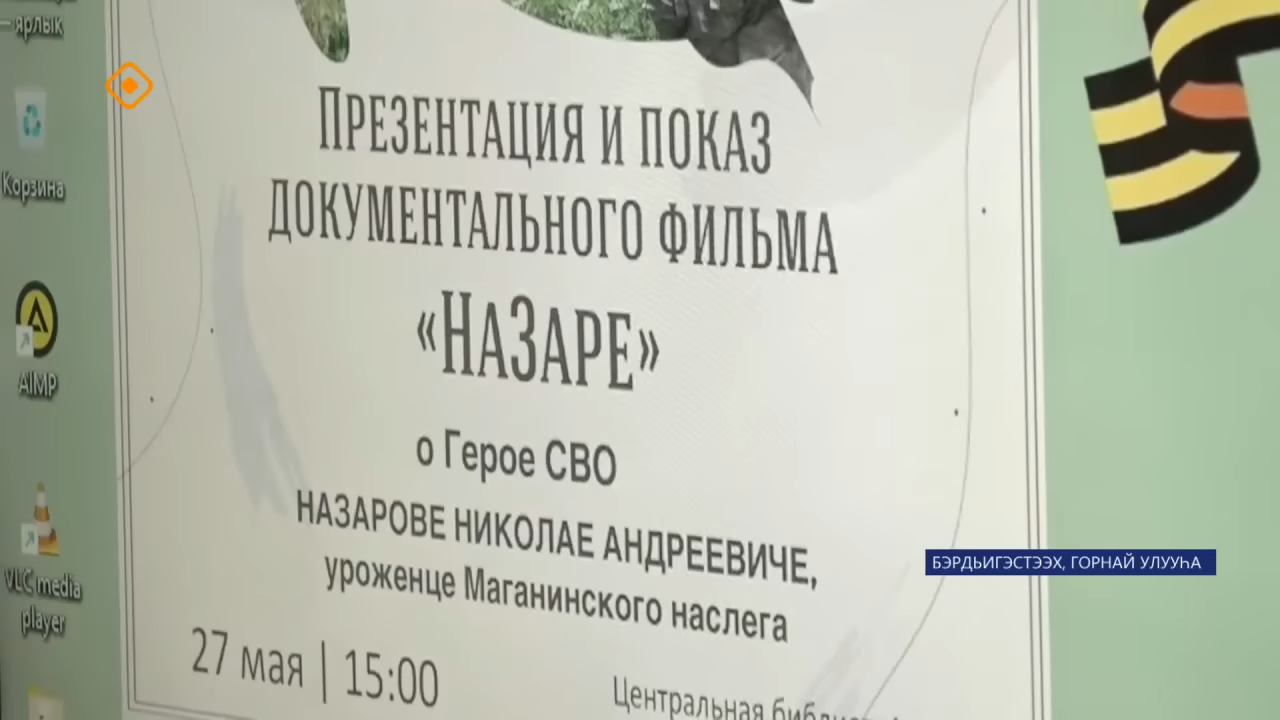 ярлык
Корзина
AIMP
VLC media
player
ПРЕЗЕНТАЦИЯ И ПОКАЗ
ДОКУМЕНТАЛЬНОГО ФИЛЬМА
«НАЗАРЕ»
о Герое СВО
НАЗАРОВЕ НИКОЛАЕ АНДРЕЕВИЧЕ,
уроженце Маганинского наслега
27 мая | 15:00
Центральная
БЭРДЬИГЭСТЭЭХ, ГОРНАЙ УЛУУҺА